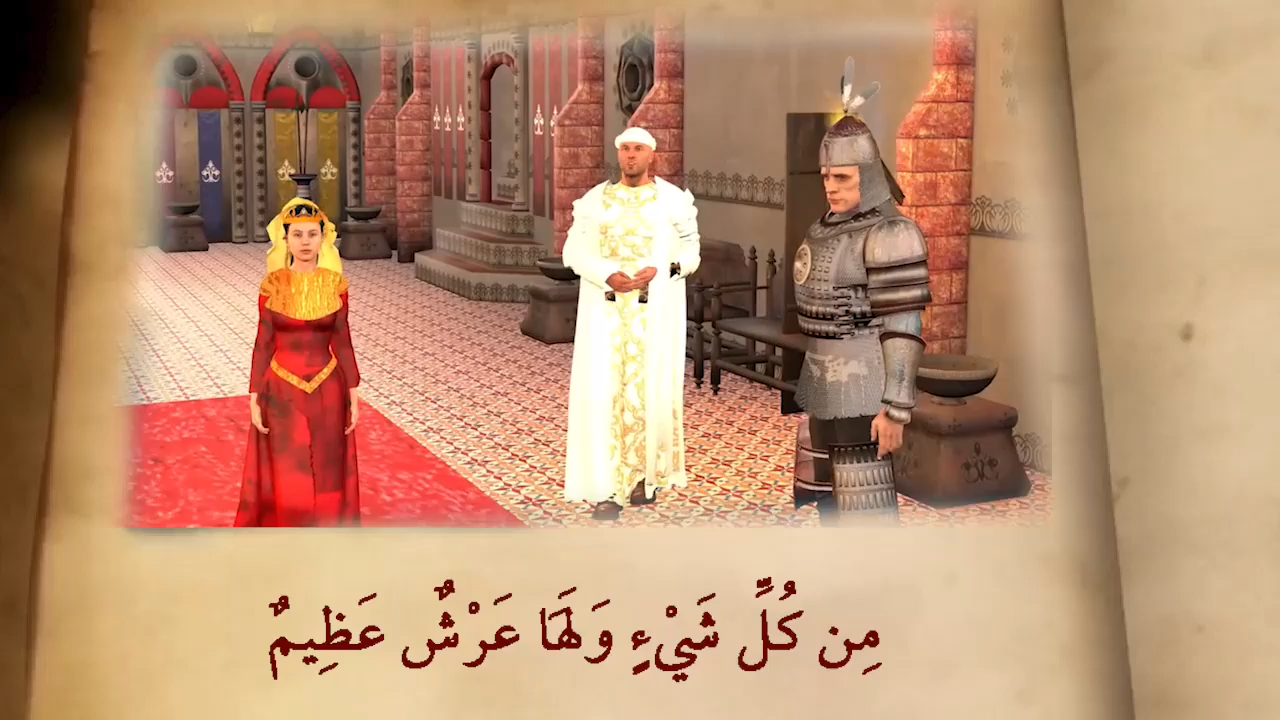 مِن كُلِّ شَيْءٍ وَلَهَا عَرْشٌ عَظِيمٌ